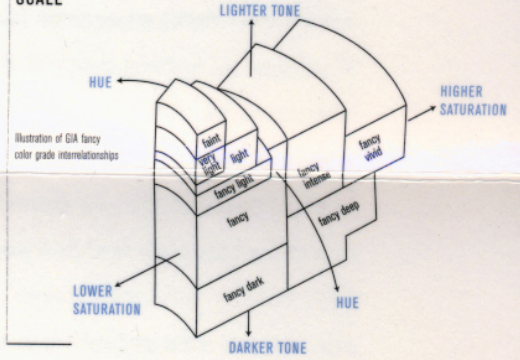 SCALE
LIGHTER TONE
HUE
HIGHER
SATURATION
Illustration of GIA fancy
color grade interrelationships
faint
very
light
light
fancy light
fancy
fancy
intense
fancy
vivid
fancy deep
fancy dark
LOWER
SATURATION
HUE
DARKER TONE